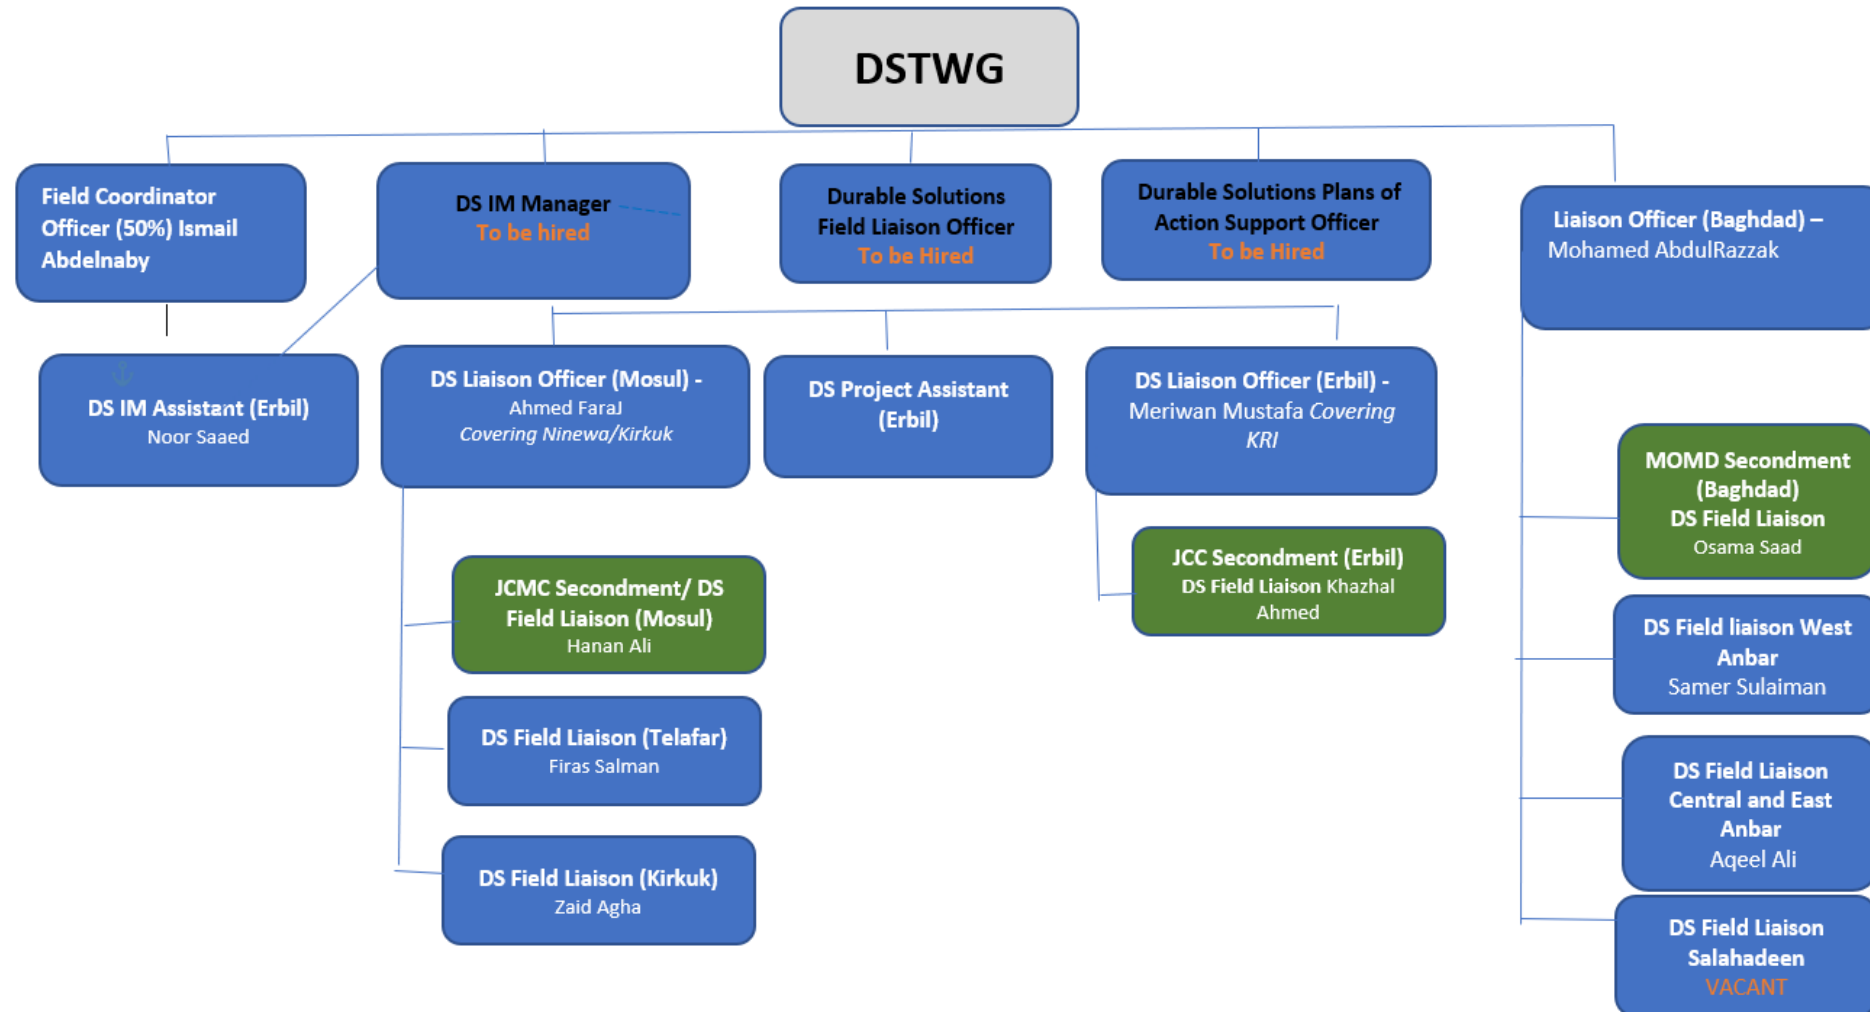 DSTWG
Field Coordinator
Officer (50%) Ismail
Abdelnaby
DS IM Manager
To be hired
Durable Solutions
Field Liaison Officer
To be Hired
Durable Solutions Plans of
Action Support Officer
To be Hired
Liaison Officer (Baghdad) –
Mohamed AbdulRazzak
DS IM Assistant (Erbil)
Noor Saaed
DS Liaison Officer (Mosul) -
Ahmed FaraJ
Covering Ninewa/Kirkuk
DS Project Assistant
(Erbil)
DS Liaison Officer (Erbil) -
Meriwan Mustafa Covering
KRI
JCMC Secondment/ DS
Field Liaison (Mosul)
Hanan Ali
DS Field Liaison (Telafar)
Firas Salman
DS Field Liaison (Kirkuk)
Zaid Agha
JCC Secondment (Erbil)
DS Field Liaison Khazhal
Ahmed
MOMD Secondment
(Baghdad)
DS Field Liaison
Osama Saad
DS Field liaison West
Anbar
Samer Sulaiman
DS Field Liaison
Central and East
Anbar
Aqeel Ali
DS Field Liaison
Salahadeen
VACANT